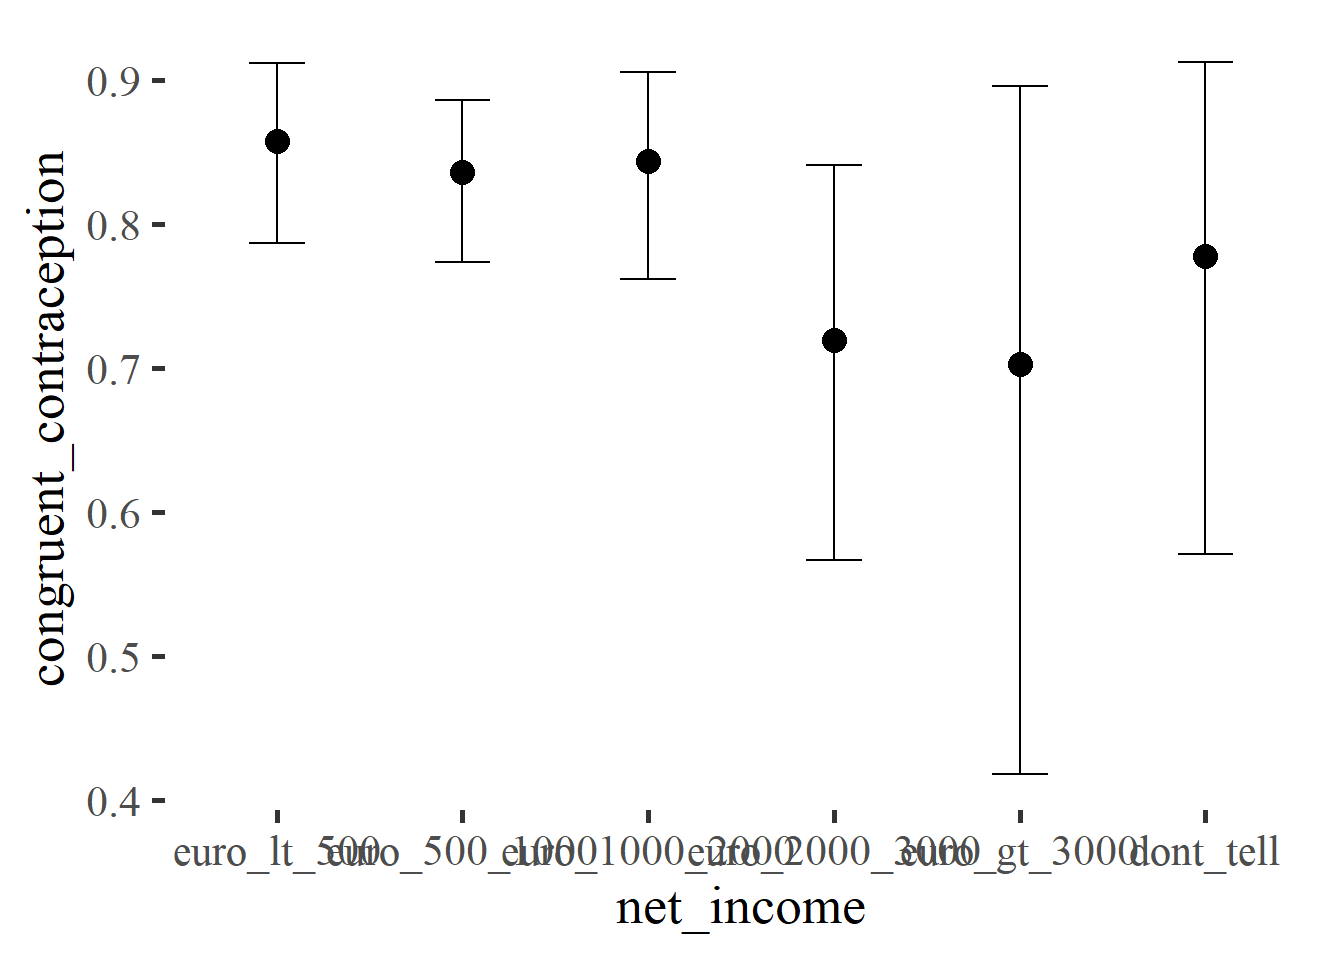 congruent_contraception
0.9
0.8
0.7
0.6
0.5
0.4
euro_lt_500 euro_500_1000 euro_1000_2000 euro_2000_3000 euro_gt_3000 dont_tell
net_income